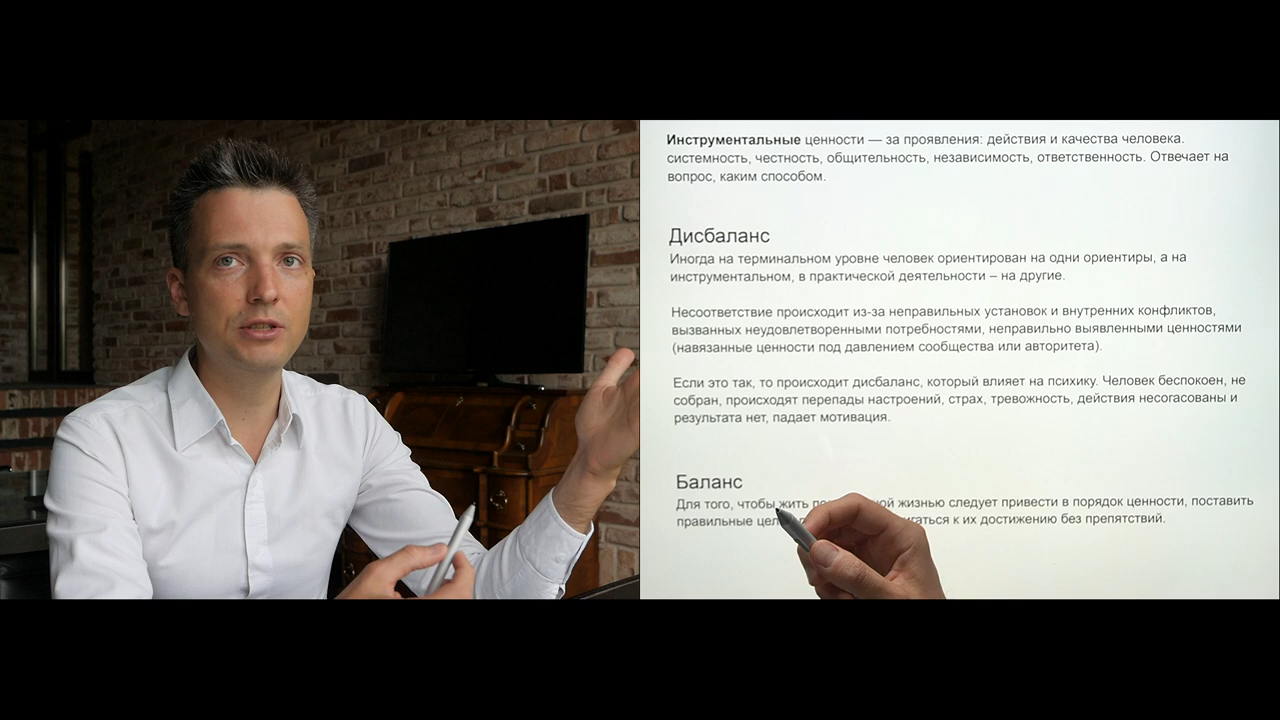 Инструментальные ценности — за проявления: действия и качества человека.
системность, честность, общительность, независимость, ответственность. Отвечает на
вопрос, каким способом.
Дисбаланс
Иногда на терминальном уровне человек ориентирован на одни ориентиры, а на
инструментальном, в практической деятельности – на другие.
Несоответствие происходит из-за неправильных установок и внутренних конфликтов,
вызванных неудовлетворенными потребностями, неправильно выявленными ценностями
(навязанные ценности под давлением сообщества или авторитета).
Если это так, то происходит дисбаланс, который влияет на психику. Человек беспокоен, не
собран, происходят перепады настроений, страх, тревожность, действия несогасованы и
результата нет, падает мотивация.
Баланс
Для того, чтобы жить жизнью следует привести в порядок ценности, поставить
правильные к их достижению без препятствий.